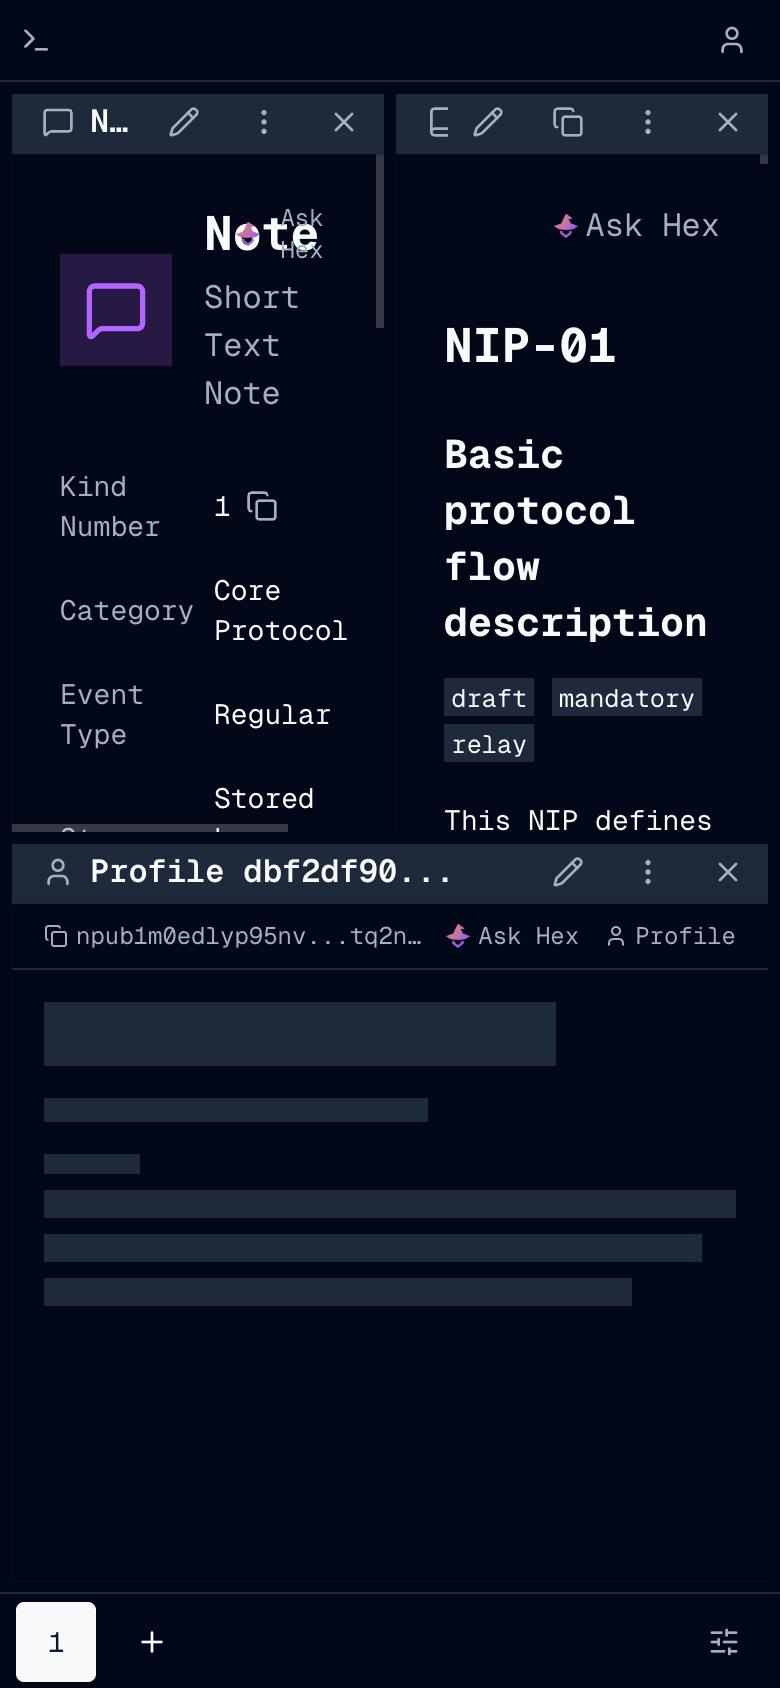 N…
Note
Ask
Hex
Short
Text
Note
Kind
Number
1
Category
Core
Protocol
Event
Type
Regular
Stored
Ask Hex
NIP-01
Basic
protocol
flow
description
draft mandatory
relay
This NIP defines
Profile dbf2df90...
npub1m0edlyp95nv...tq2n… Ask Hex Profile
1